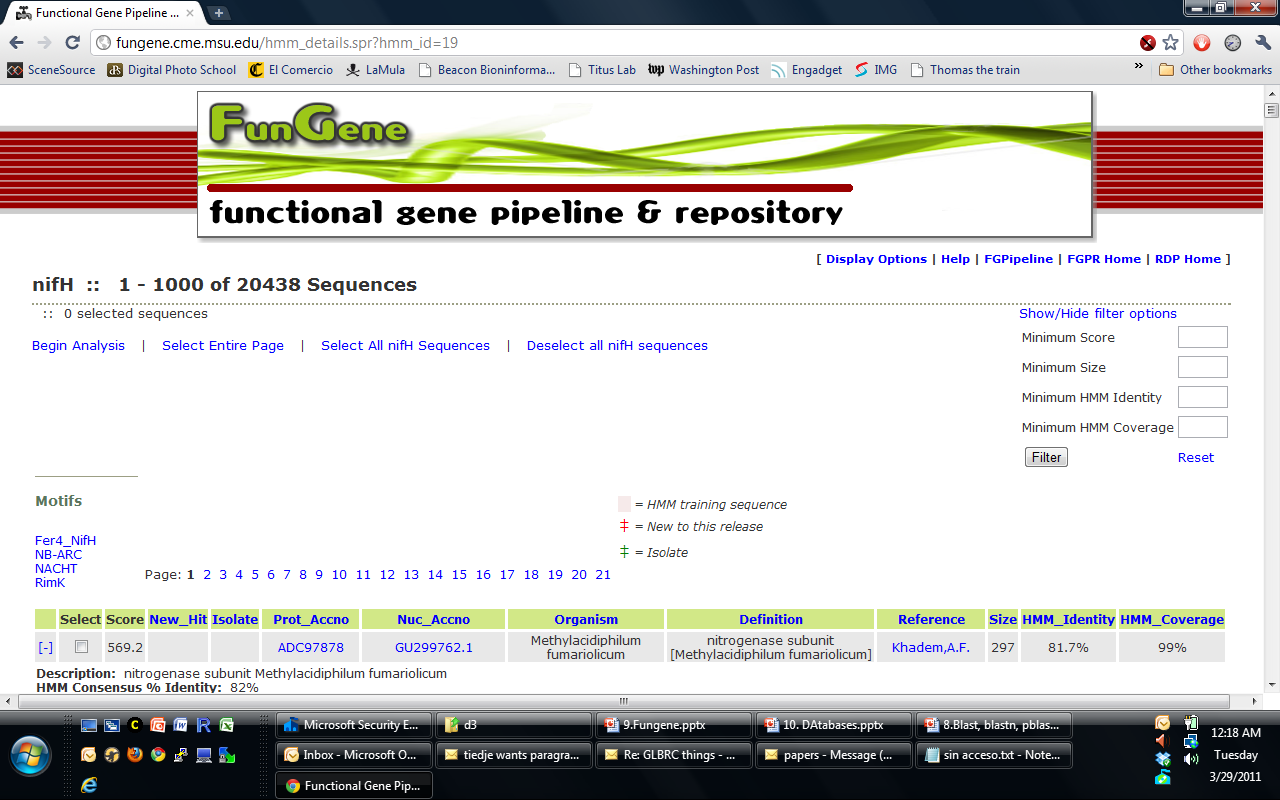 Functional Gene Pipeline ...
fungene.cme.msu.edu/hmm_details.spr?hmm_id=19
SceneSource Digital Photo School El Comercio LaMula Beacon Bioninforma... Titus Lab Washington Post Engadget IMG Thomas the train » Other bookmarks
FunGene
functional gene pipeline & repository
[ Display Options | Help | FGPipeline | FGPR Home | RDP Home ]
nifH :: 1 - 1000 of 20438 Sequences
:: 0 selected sequences
Show/Hide filter options
Begin Analysis | Select Entire Page | Select All nifH Sequences | Deselect all nifH sequences
Minimum Score
Minimum Size
Minimum HMM Identity
Minimum HMM Coverage
Filter Reset
Motifs
= HMM training sequence
‡ = New to this release
‡ = Isolate
Fer4_NifH
NB-ARC
NACHT
RimK
Page: 1 2 3 4 5 6 7 8 9 10 11 12 13 14 15 16 17 18 19 20 21
Select Score New_Hit Isolate Prot_Accno Nuc_Accno Organism Definition Reference Size HMM_Identity HMM_Coverage
[-] 569.2 ADC97878 GU299762.1 Methylacidiphilum fumariolicum nitrogenase subunit [Methylacidiphilum fumariolicum] Khadem,A.F. 297 81.7% 99%
Description: nitrogenase subunit Methylacidiphilum fumariolicum
HMM Consensus % Identity: 82%
Microsoft Security E... d3 9.Fungene.pptx 10. DAtabases.pptx 8.Blast, blastn, pblas...
Inbox - Microsoft O... tiedje wants paragra... Re: GLBRC things - ... papers - Message (... sin acceso.txt - Note...
Functional Gene Pip...
12:18 AM
Tuesday
3/29/2011